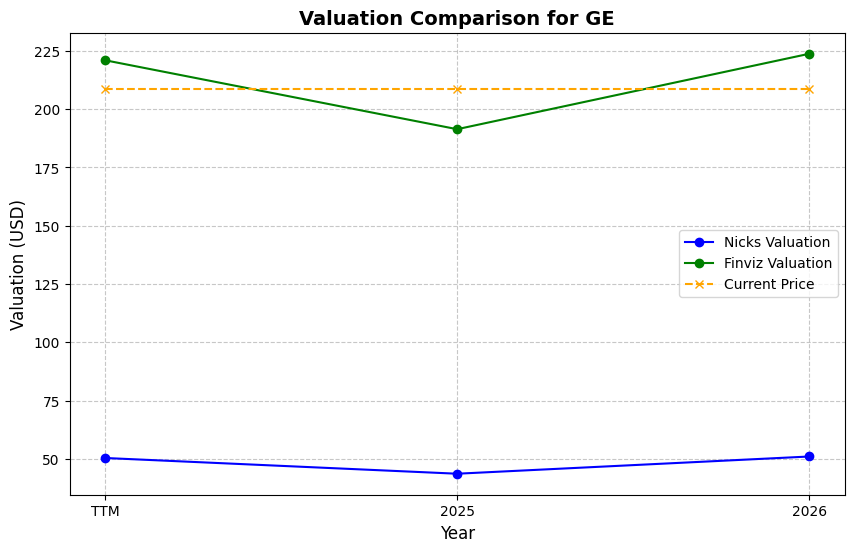 Valuation Comparison for GE
Valuation (USD)
225
200
175
150
125
100
75
50
Nicks Valuation
Finviz Valuation
Current Price
TTM
2025
2026
Year